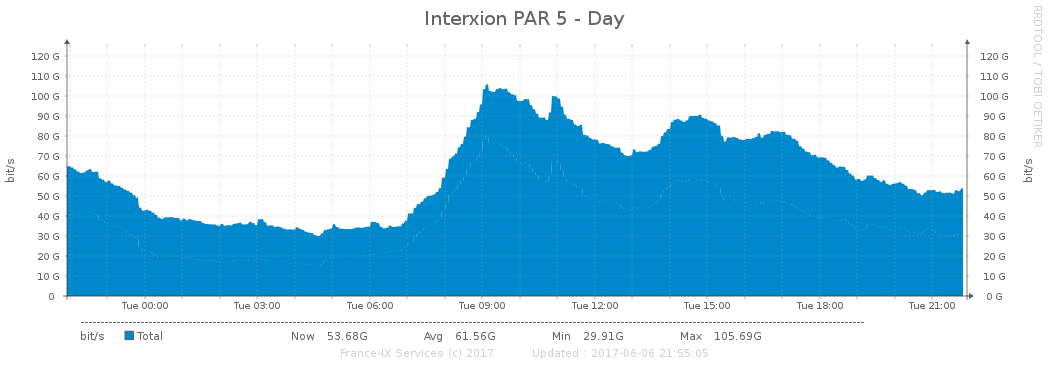 Interxion PAR 5 - Day
RRDTOOL / TOBI OETIKER
bit/s
120 G
110 G
100 G
90 G
80 G
70 G
60 G
50 G
40 G
30 G
20 G
10 G
0
120 G
110 G
100 G
90 G
80 G
70 G
60 G
50 G
40 G
30 G
20 G
10 G
0 G
bit/s
Tue 00:00 Tue 03:00 Tue 06:00 Tue 09:00 Tue 12:00 Tue 15:00 Tue 18:00 Tue 21:00
bit/s Total Now 53.68G Avg 61.56G Min 29.91G Max 105.69G
France-IX Services (c) 2017 Updated : 2017-06-06 21:55:05